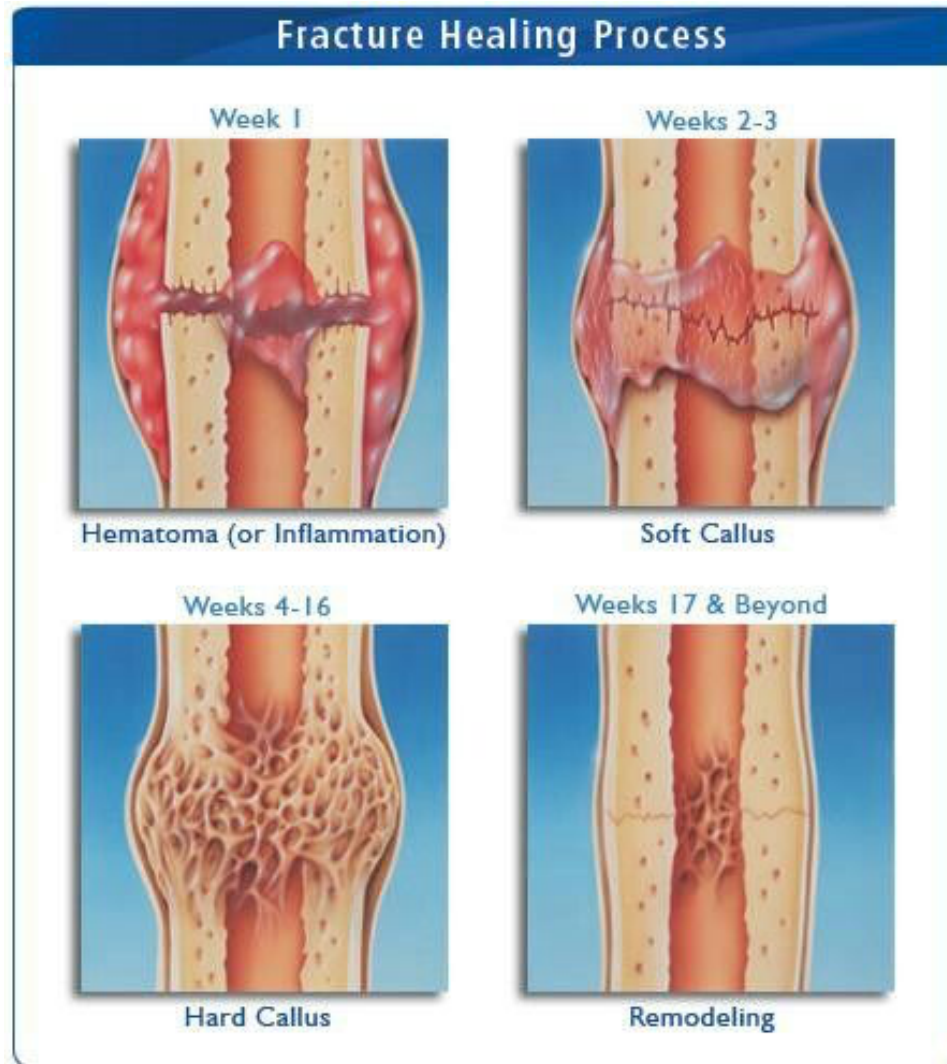 Fracture Healing Process
Week 1
Weeks 2-3
Hematoma (or Inflammation)
Soft Callus
Weeks 4-16
Weeks 17 & Beyond
Hard Callus
Remodeling